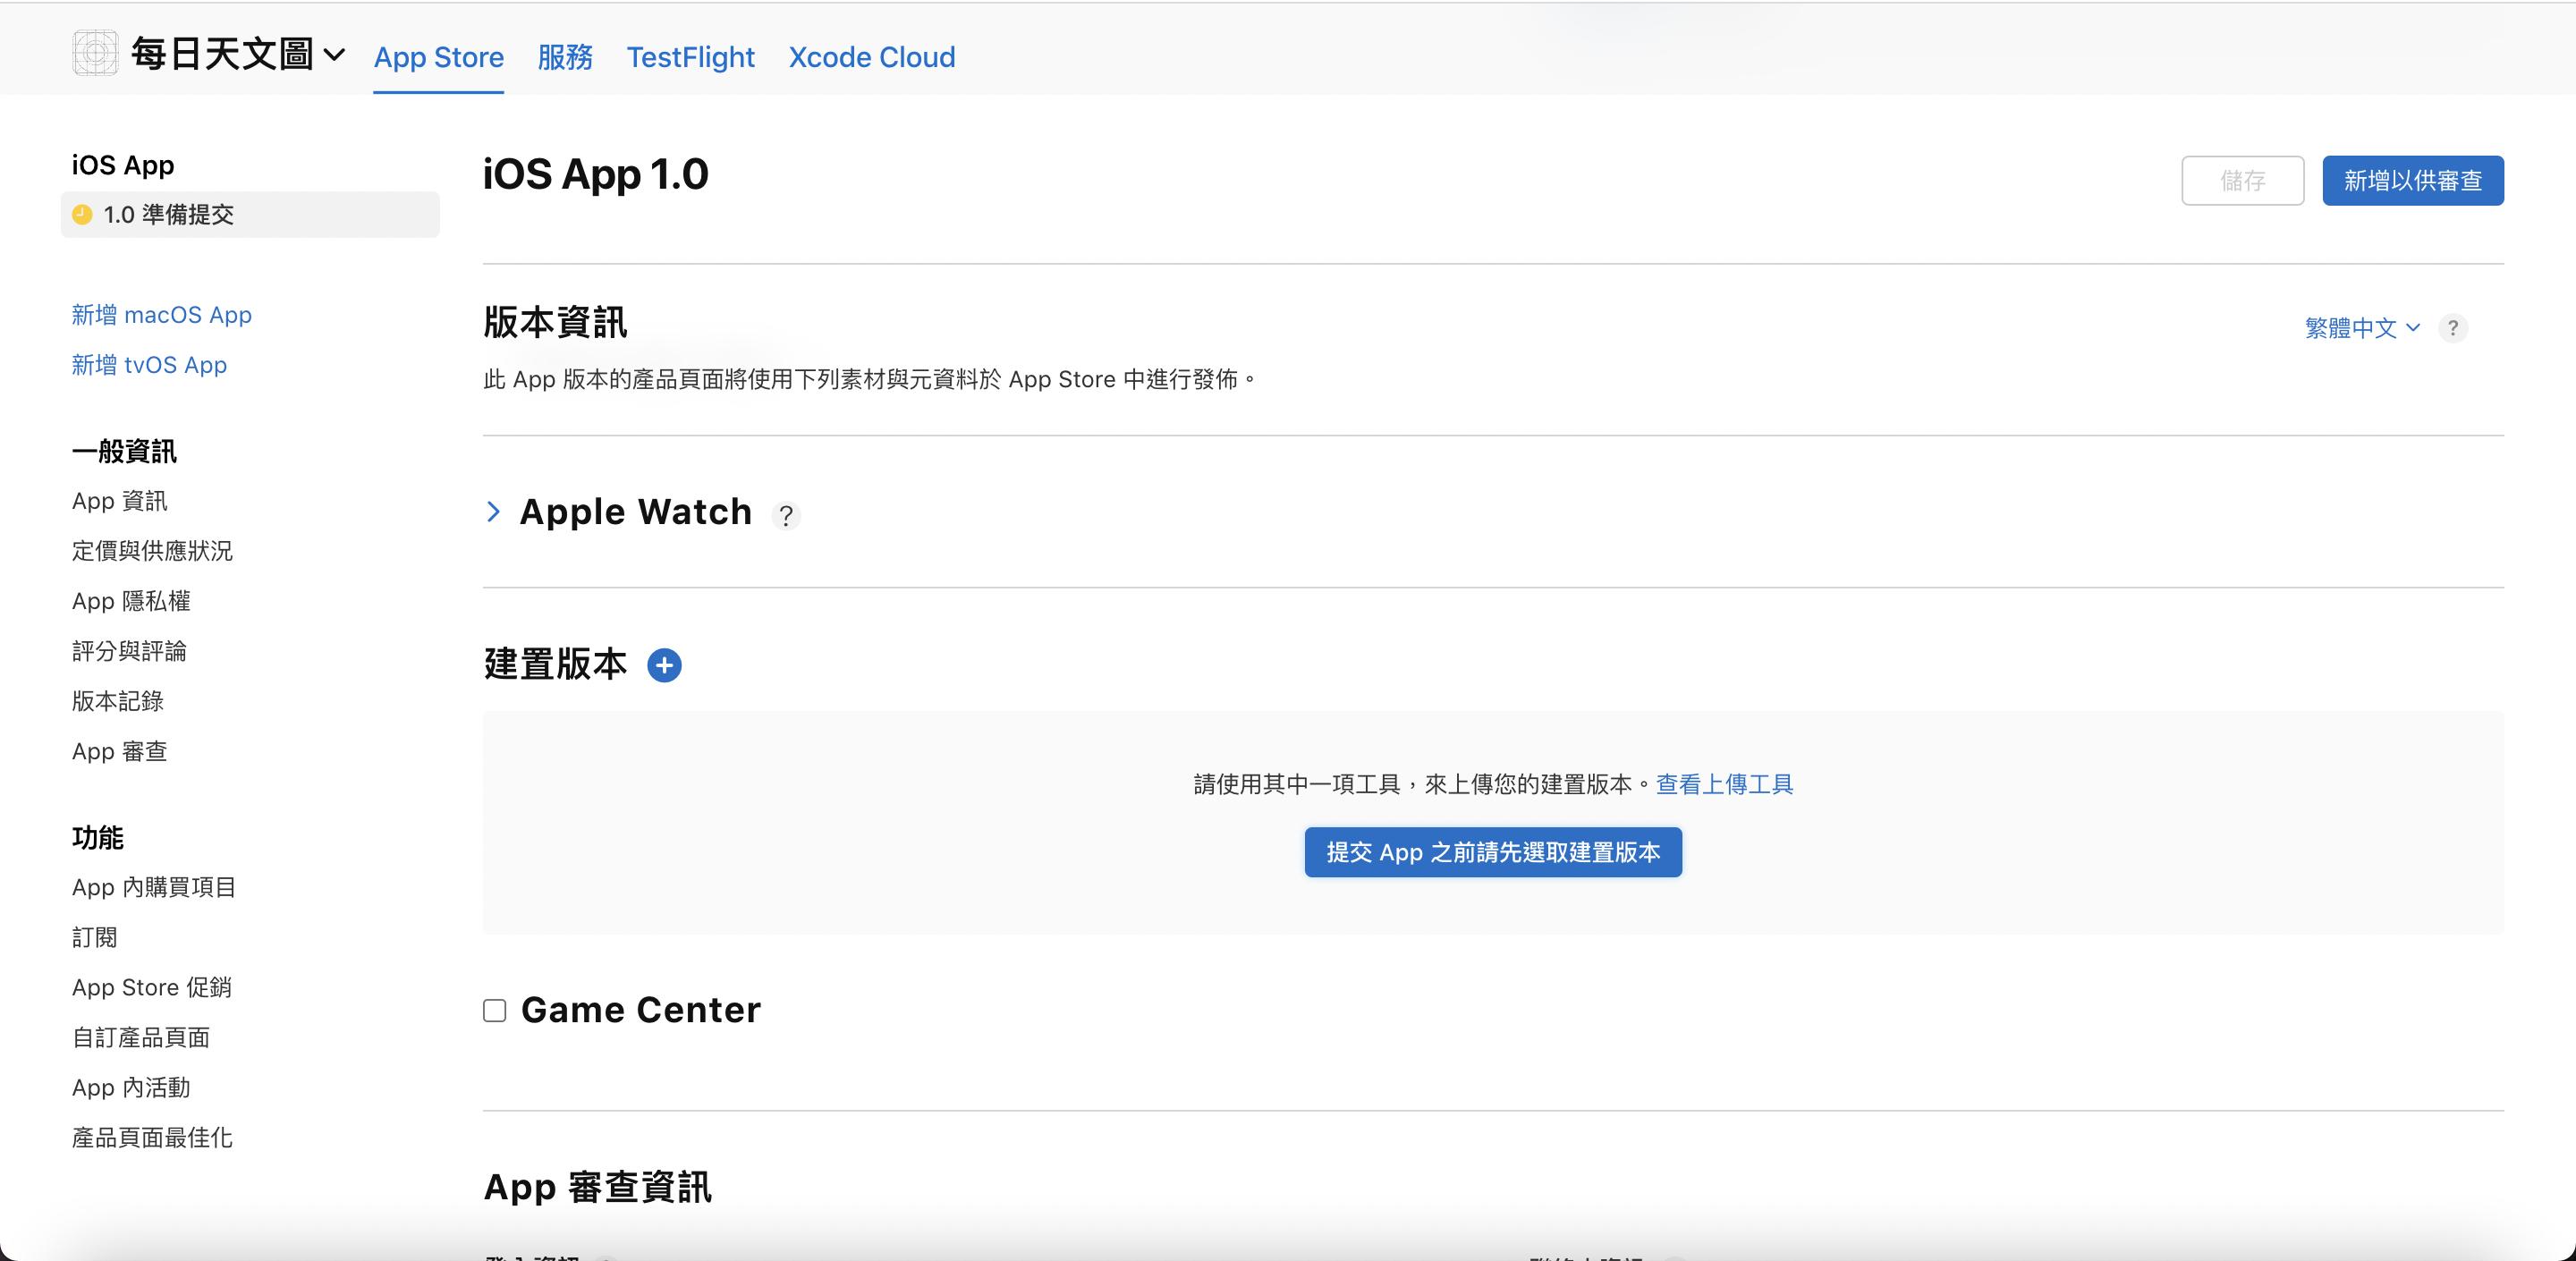 每日天文圖
App Store 服務 TestFlight Xcode Cloud
iOS App
1.0 準備提交
新增 macOS App
新增 tvOS App
一般資訊
App 資訊
定價與供應狀況
App 隱私權
評分與評論
版本記錄
App 審查
功能
App 內購買項目
訂閱
App Store 促銷
自訂產品頁面
App 內活動
產品頁面最佳化
iOS App 1.0
儲存
新增以供審查
版本資訊
繁體中文 ?
此 App 版本的產品頁面將使用下列素材與元資料於 App Store 中進行發佈。
Apple Watch ?
建置版本
請使用其中一項工具，來上傳您的建置版本。查看上傳工具
提交 App 之前請先選取建置版本
Game Center
App 審查資訊